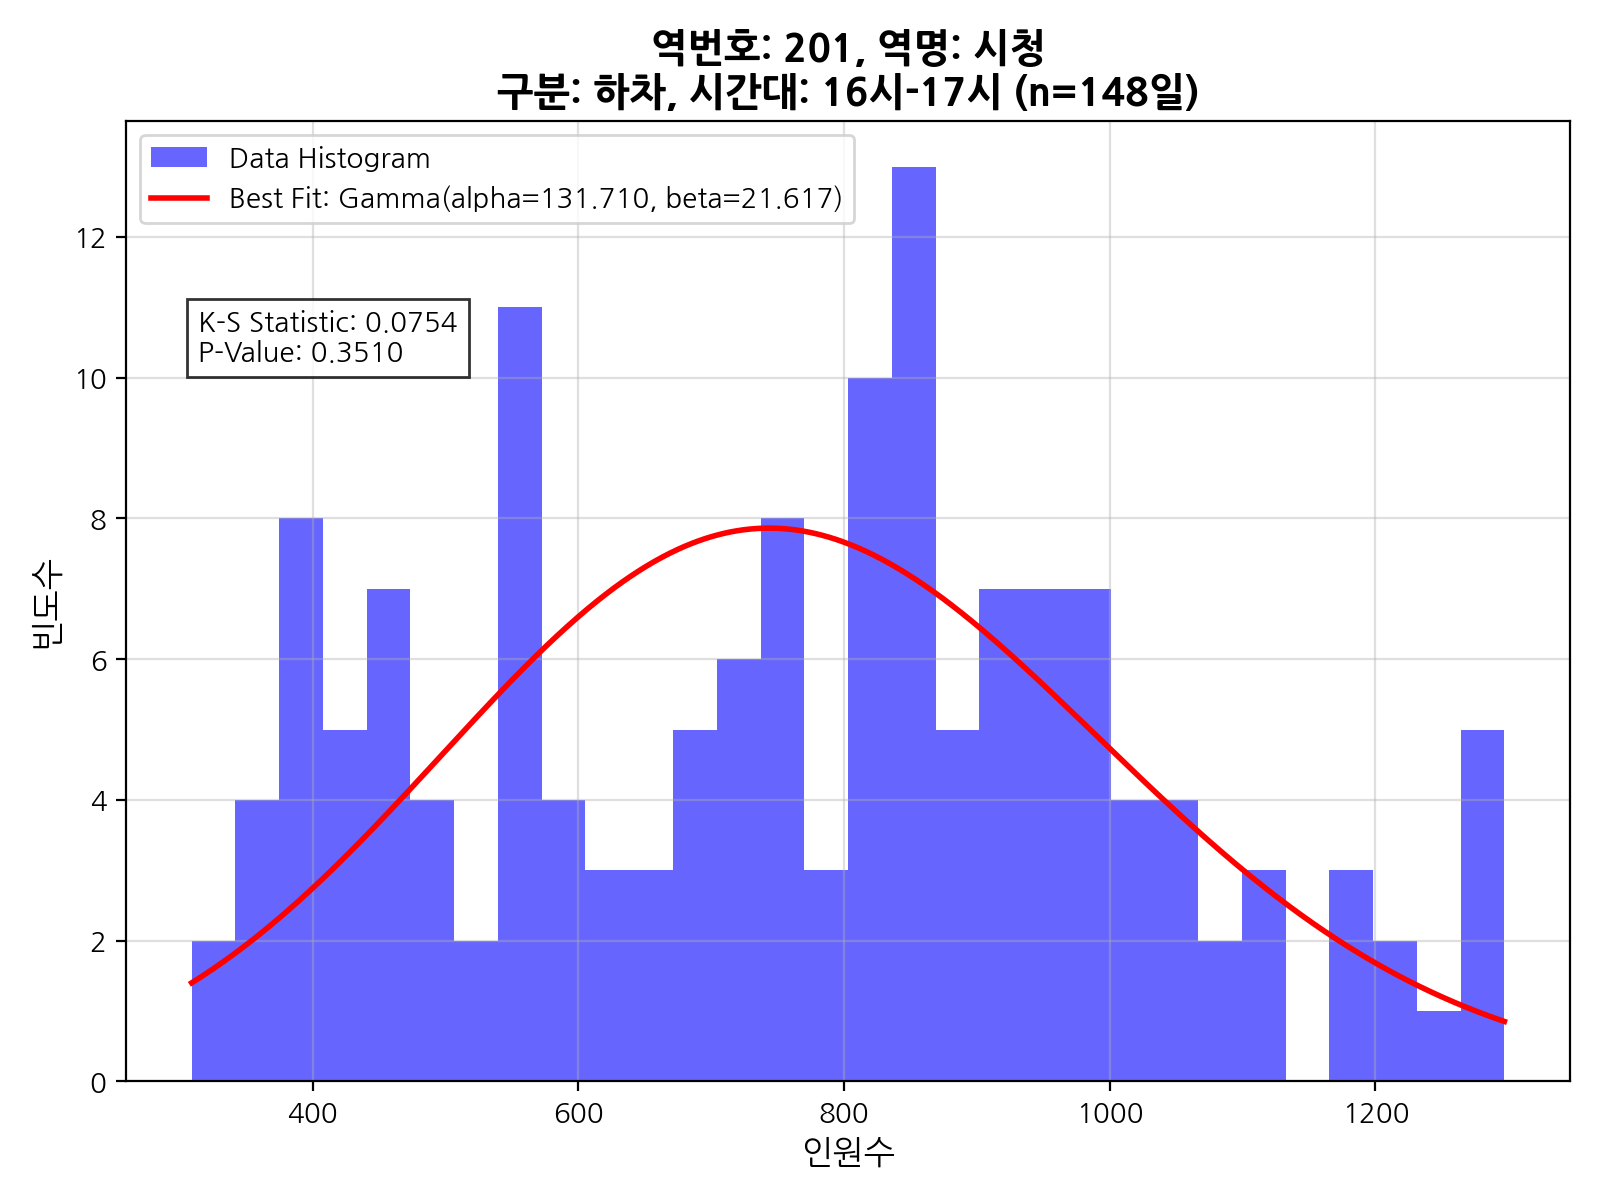 역번호: 201, 역명: 시청
구분: 하차, 시간대: 16시-17시 (n=148일)
Data Histogram
Best Fit: Gamma(alpha=131.710, beta=21.617)
K-S Statistic: 0.0754
P-Value: 0.3510
빈도수
12
10
8
6
4
2
0
400 600 800 1000 1200
인원수